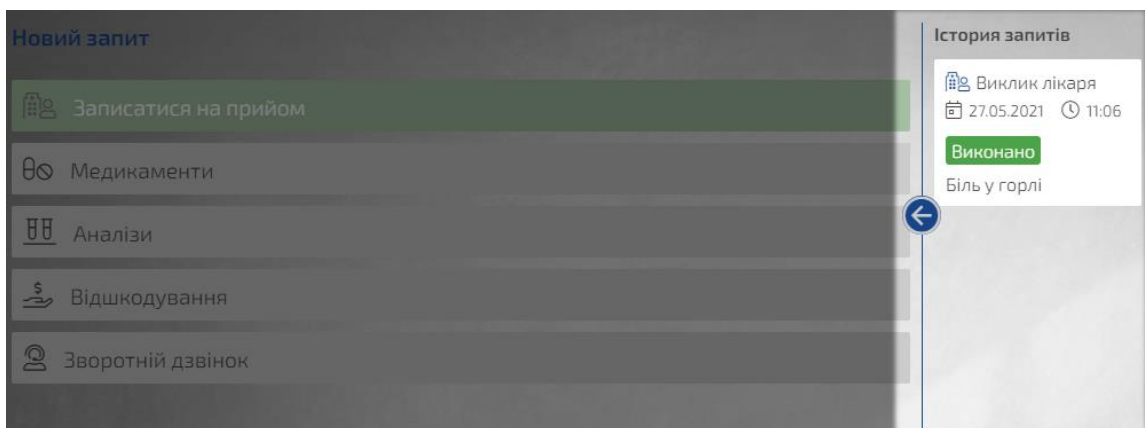 Новий запит
Записатися на прийом
Медикаменти
Аналізи
Відшкодування
Зворотній дзвінок
Істория запитів
Виклик лікаря
27.05.2021 11:06
Виконано
Біль у горлі